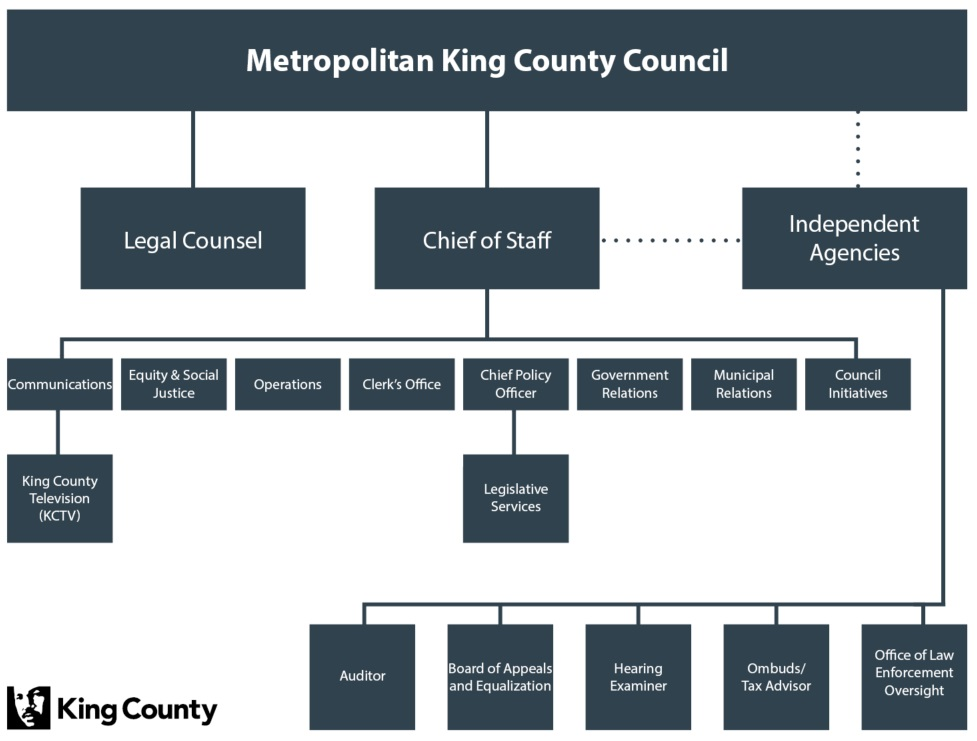 Metropolitan King County Council
Legal Counsel
Chief of Staff
Independent
Agencies
Communications
Equity & Social
Justice
Operations
Clerk's Office
Chief Policy
Officer
Government
Relations
Municipal
Relations
Council
Initiatives
King County
Television
(KCTV)
Legislative
Services
Auditor
Board of Appeals
and Equalization
Hearing
Examiner
Ombuds/
Tax Advisor
Office of Law
Enforcement
Oversight
King County